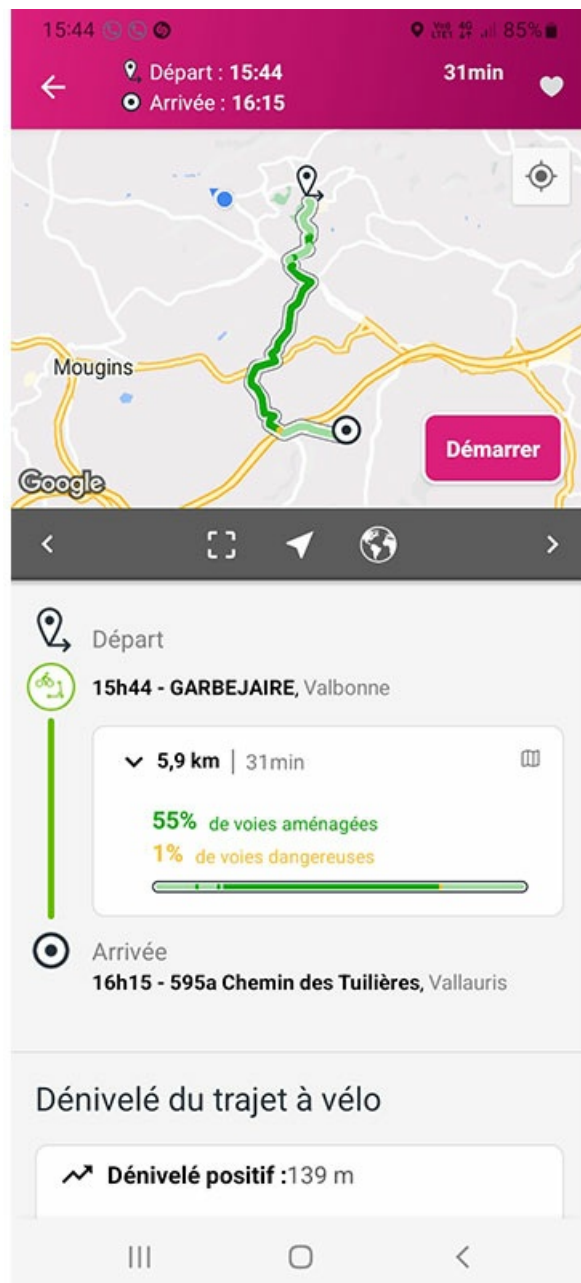 15:44 85%
Départ : 15:44 31min
Arrivée : 16:15
Mougins
Démarrer
Google
Départ
15h44 - GARBEJAIRE, Valbonne
5,9 km | 31min
55% de voies aménagées
1% de voies dangereuses
Arrivée
16h15 - 595a Chemin des Tuilières, Vallauris
Dénivelé du trajet à vélo
Dénivelé positif :139 m